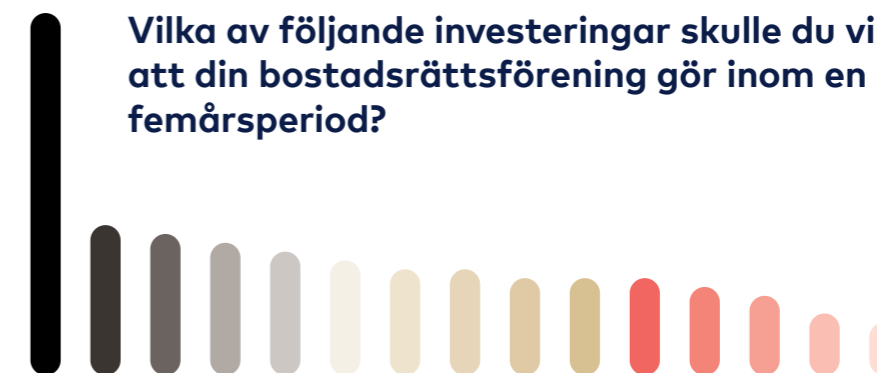 Vilka av följande investeringar skulle du vi
att din bostadsrättsförening gör inom en
femårsperiod?